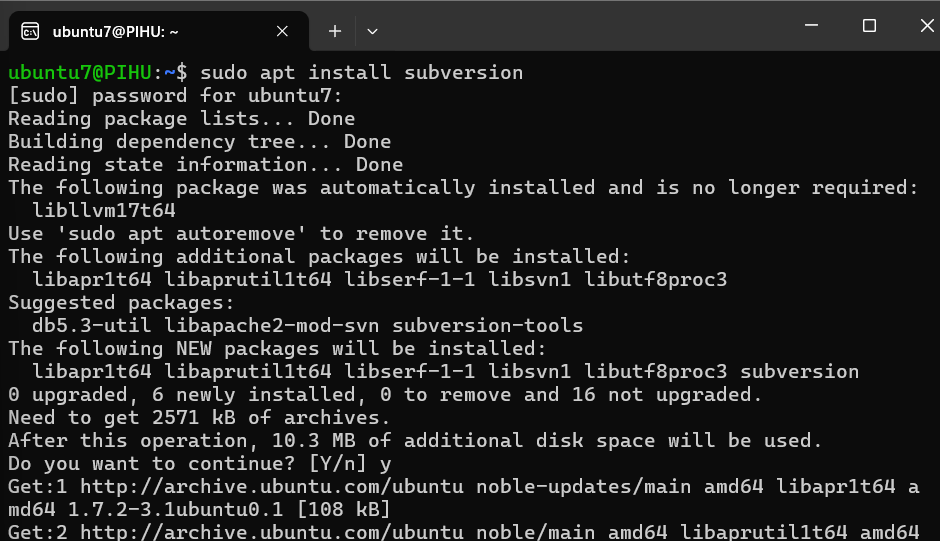 ubuntu7@PIHU: ~
ubuntu7@PIHU:~$ sudo apt install subversion
[sudo] password for ubuntu7:
Reading package lists... Done
Building dependency tree... Done
Reading state information... Done
The following package was automatically installed and is no longer required:
  libllvm17t64
Use 'sudo apt autoremove' to remove it.
The following additional packages will be installed:
  libapr1t64 libaprutil1t64 libserf-1-1 libsvn1 libutf8proc3
Suggested packages:
  db5.3-util libapache2-mod-svn subversion-tools
The following NEW packages will be installed:
  libapr1t64 libaprutil1t64 libserf-1-1 libsvn1 libutf8proc3 subversion
0 upgraded, 6 newly installed, 0 to remove and 16 not upgraded.
Need to get 2571 kB of archives.
After this operation, 10.3 MB of additional disk space will be used.
Do you want to continue? [Y/n] y
Get:1 http://archive.ubuntu.com/ubuntu noble-updates/main amd64 libapr1t64 a
md64 1.7.2-3.1ubuntu0.1 [108 kB]
Get:2 http://archive.ubuntu.com/ubuntu noble/main amd64 libaprutil1t64 amd64